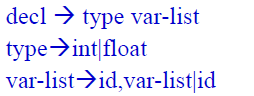 decl → type var-list
type→int|float
var-list→id,var-list|id